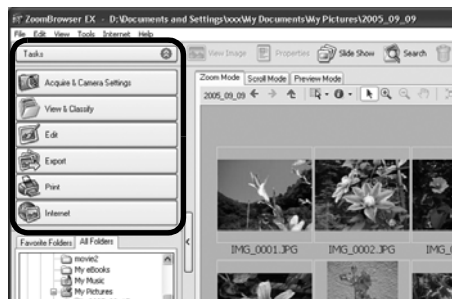 ZoomBrowser EX - D:\Documents and Settings\xxx\My Documents\My Pictures\2005_09_09
File Edit View Tools Internet Help
Tasks
View Image Properties Slide Show Search
Acquire & Camera Settings
View & Classify
Edit
Export
Print
Internet
Zoom Mode Scroll Mode Preview Mode
2005_09_09
IMG_0001.JPG IMG_0002.JPG
Favorite Folders All Folders
movie2
My eBooks
My Music
My Pictures